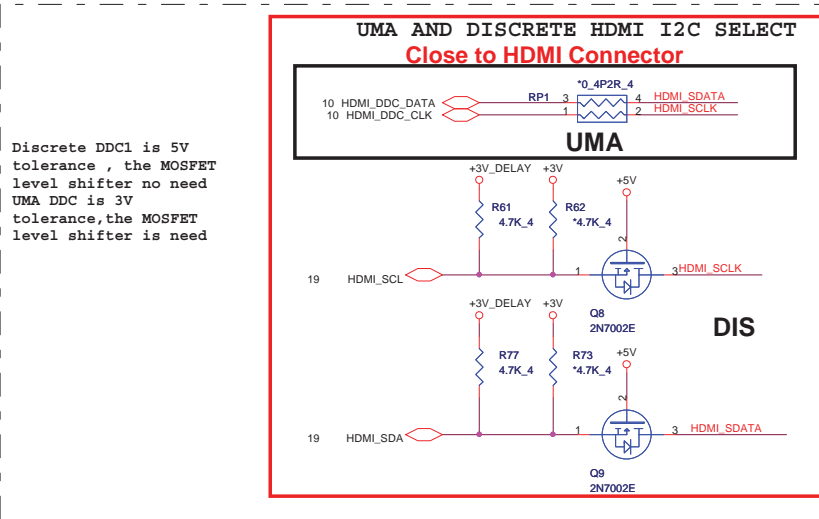 UMA AND DISCRETE HDMI I2C SELECT
Close to HDMI Connector
*0_4P2R_4
10 HDMI_DDC_DATA RP1 3 4 HDMI_SDATA
10 HDMI_DDC_CLK 1 2 HDMI_SCLK
UMA
Discrete DDC1 is 5V
tolerance , the MOSFET
level shifter no need
UMA DDC is 3V
tolerance,the MOSFET
level shifter is need
+3V_DELAY +3V
+5V
R61 R62
4.7K_4 *4.7K_4
2
19 HDMI_SCL 1 3 HDMI_SCLK
Q8
2N7002E
DIS
+3V_DELAY +3V
+5V
R77 R73
4.7K_4 *4.7K_4
2
19 HDMI_SDA 1 3 HDMI_SDATA
Q9
2N7002E